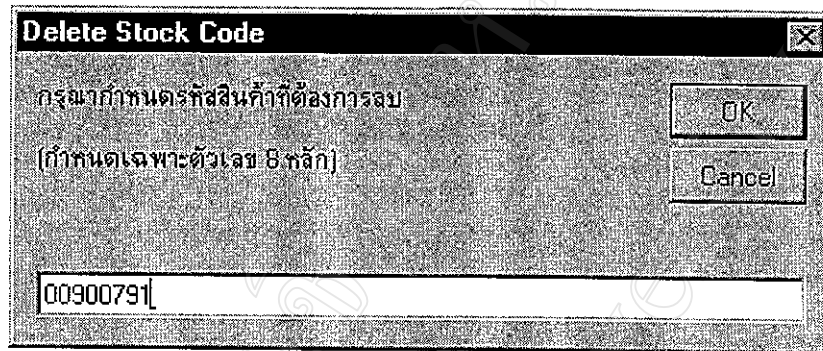 Delete Stock Code
กรุณากำหนดรหัสสินค้าที่ต้องการลบ
OK
(กำหนดเฉพาะตัวเลข 8 หลัก)
Cancel
00900791